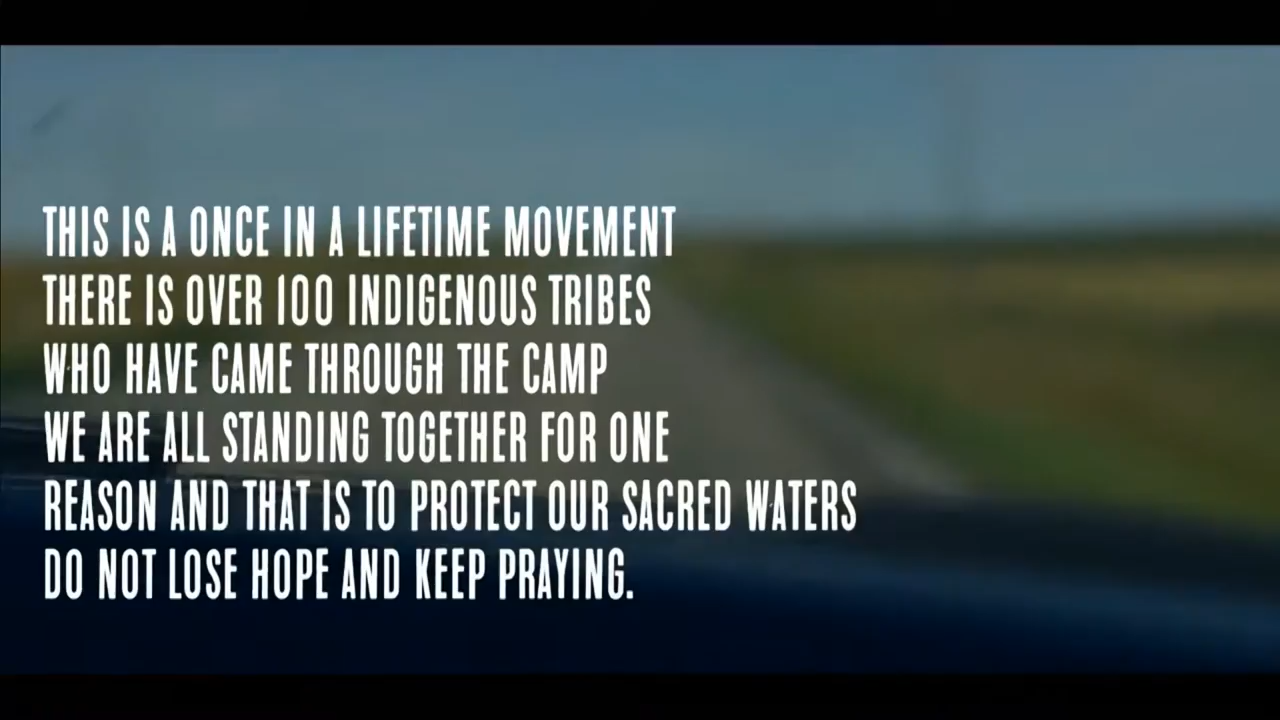 THIS IS A ONCE IN A LIFETIME MOVEMENT
THERE IS OVER 100 INDIGENOUS TRIBES
WHO HAVE CAME THROUGH THE CAMP
WE ARE ALL STANDING TOGETHER FOR ONE
REASON AND THAT IS TO PROTECT OUR SACRED WATERS
DO NOT LOSE HOPE AND KEEP PRAYING.